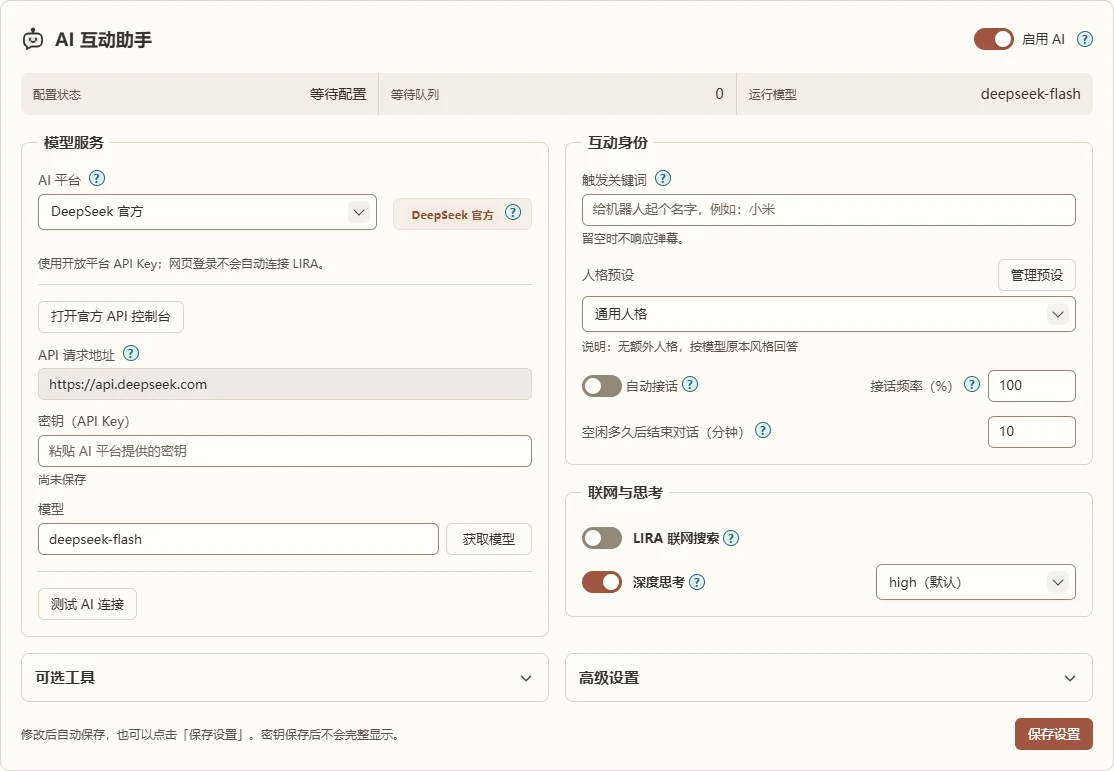 AI 互动助手
启用 AI ?
配置状态 等待配置
等待队列 0
运行模型 deepseek-flash
模型服务
AI 平台 ?
DeepSeek 官方
DeepSeek 官方 ?
使用开放平台 API Key；网页登录不会自动连接 LIRA。
打开官方 API 控制台
API 请求地址 ?
https://api.deepseek.com
密钥（API Key）
粘贴 AI 平台提供的密钥
尚未保存
模型
deepseek-flash
获取模型
测试 AI 连接
互动身份
触发关键词 ?
给机器人起个名字，例如：小米
留空时不响应弹幕。
人格预设
管理预设
通用人格
说明：无额外人格，按模型原本风格回答
自动接话 ?
接话频率（%） ? 100
空闲多久后结束对话（分钟） ? 10
联网与思考
LIRA 联网搜索 ?
深度思考 ?
high（默认）
可选工具
高级设置
修改后自动保存，也可以点击「保存设置」。密钥保存后不会完整显示。
保存设置